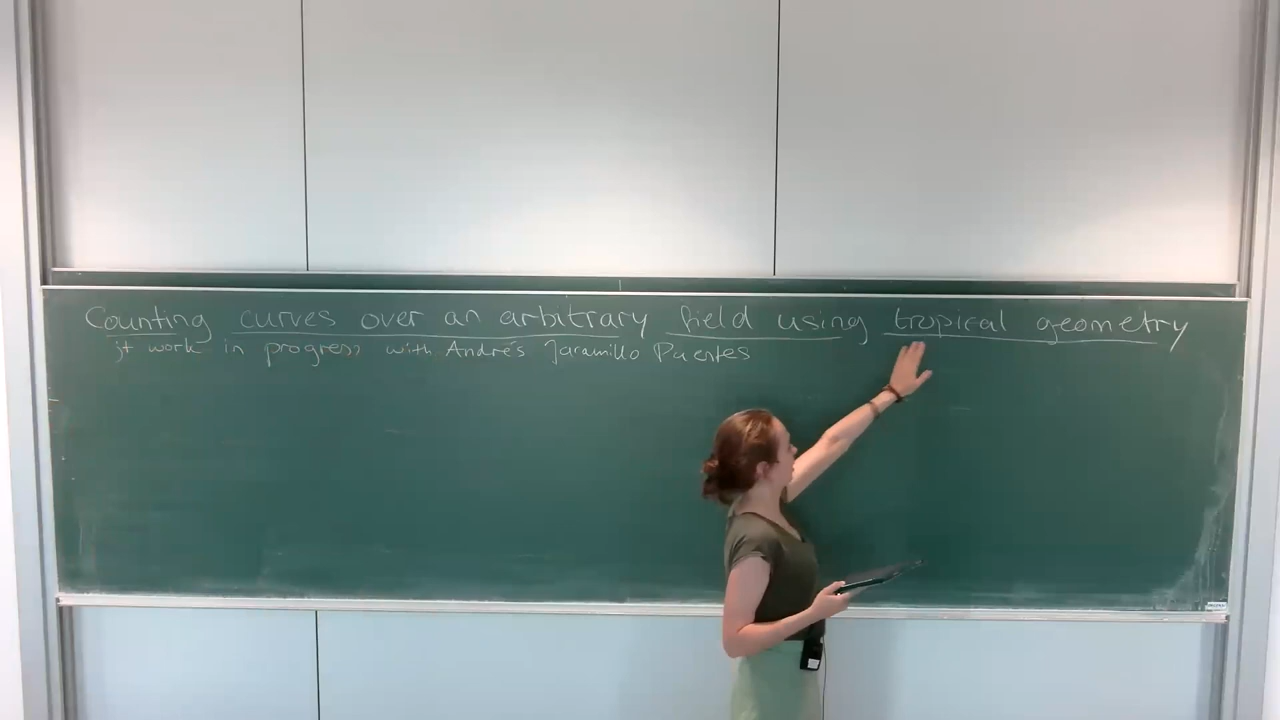 Counting curves over an arbitrary field using tropical geometry
jt work in progress with Andrés Jaramillo Puentes